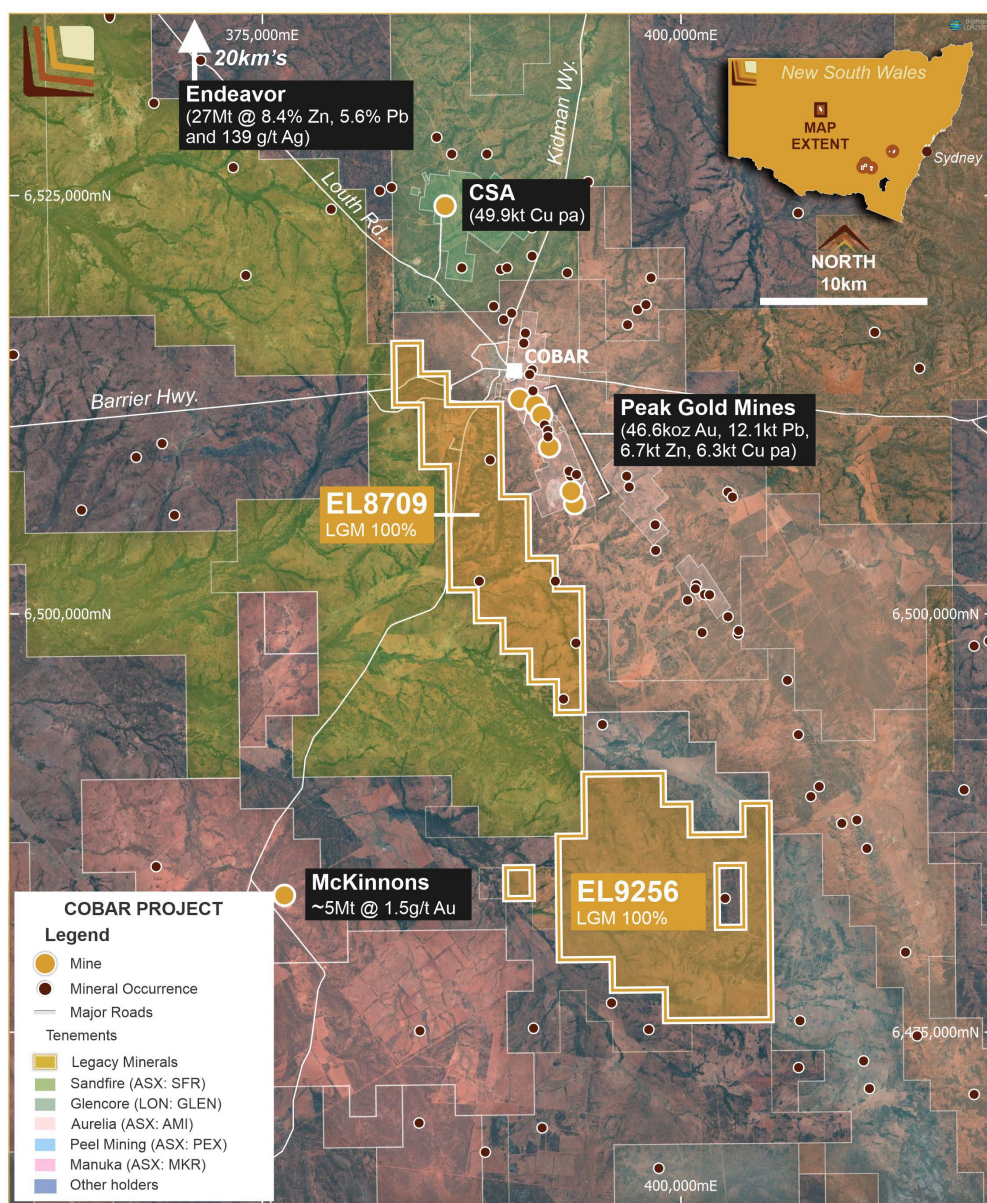 375,000mE
400,000mE
20km's
Endeavor
(27Mt @ 8.4% Zn, 5.6% Pb
and 139 g/t Ag)
Louth Rd.
Kidman Wy.
New South Wales
MAP
EXTENT
Sydney
6,525,000mN
CSA
(49.9kt Cu pa)
NORTH
10km
COBAR
Barrier Hwy.
Peak Gold Mines
(46.6koz Au, 12.1kt Pb,
6.7kt Zn, 6.3kt Cu pa)
EL8709
LGM 100%
6,500,000mN
6,500,000mN
McKinnons
~5Mt @ 1.5g/t Au
EL9256
LGM 100%
6,475,000mN
COBAR PROJECT
Legend
Mine
Mineral Occurrence
Major Roads
Tenements
Legacy Minerals
Sandfire (ASX: SFR)
Glencore (LON: GLEN)
Aurelia (ASX: AMI)
Peel Mining (ASX: PEX)
Manuka (ASX: MKR)
Other holders
400,000mE